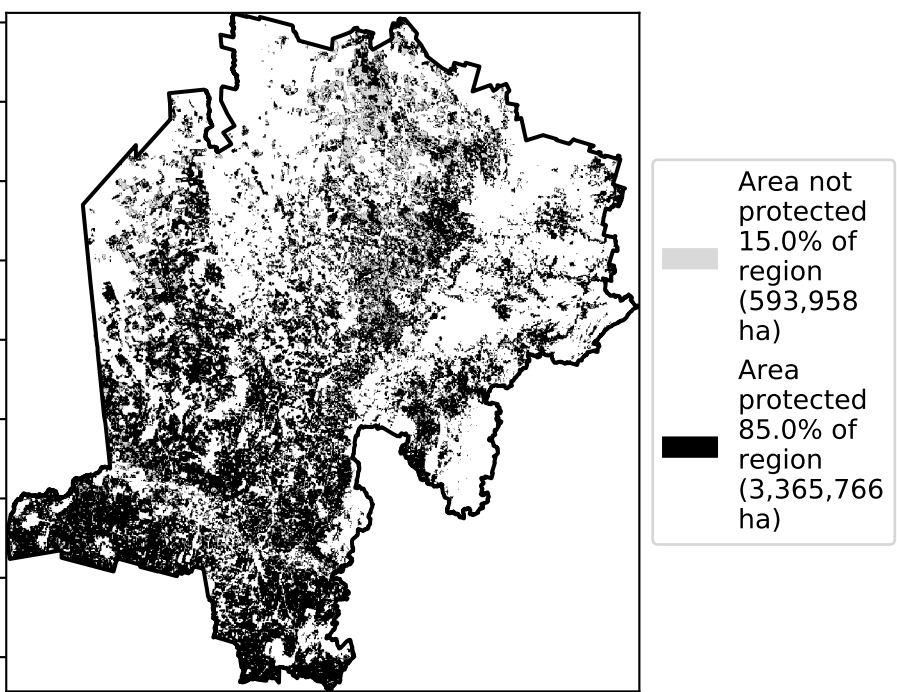 Area not
protected
15.0% of
region
(593,958
ha)
Area
protected
85.0% of
region
(3,365,766
ha)